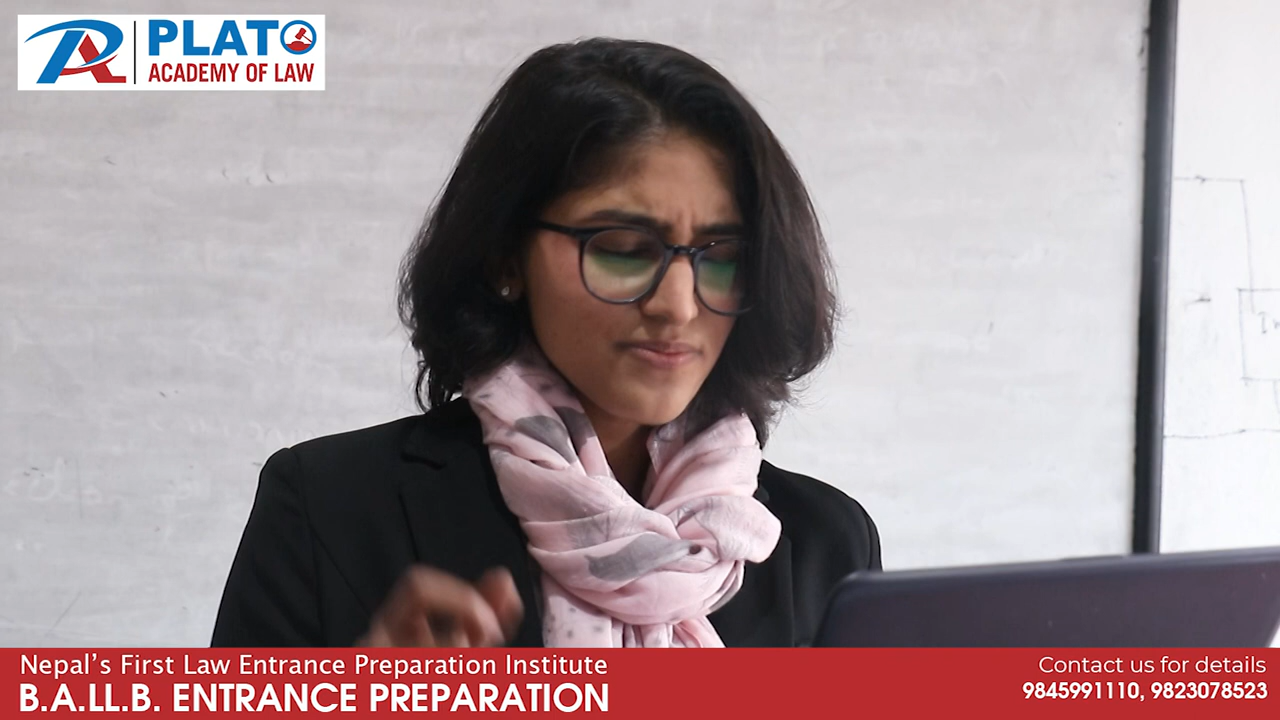 PLATO
ACADEMY OF LAW
Nepal's First Law Entrance Preparation Institute
B.A.LL.B. ENTRANCE PREPARATION
Contact us for details
9845991110, 9823078523